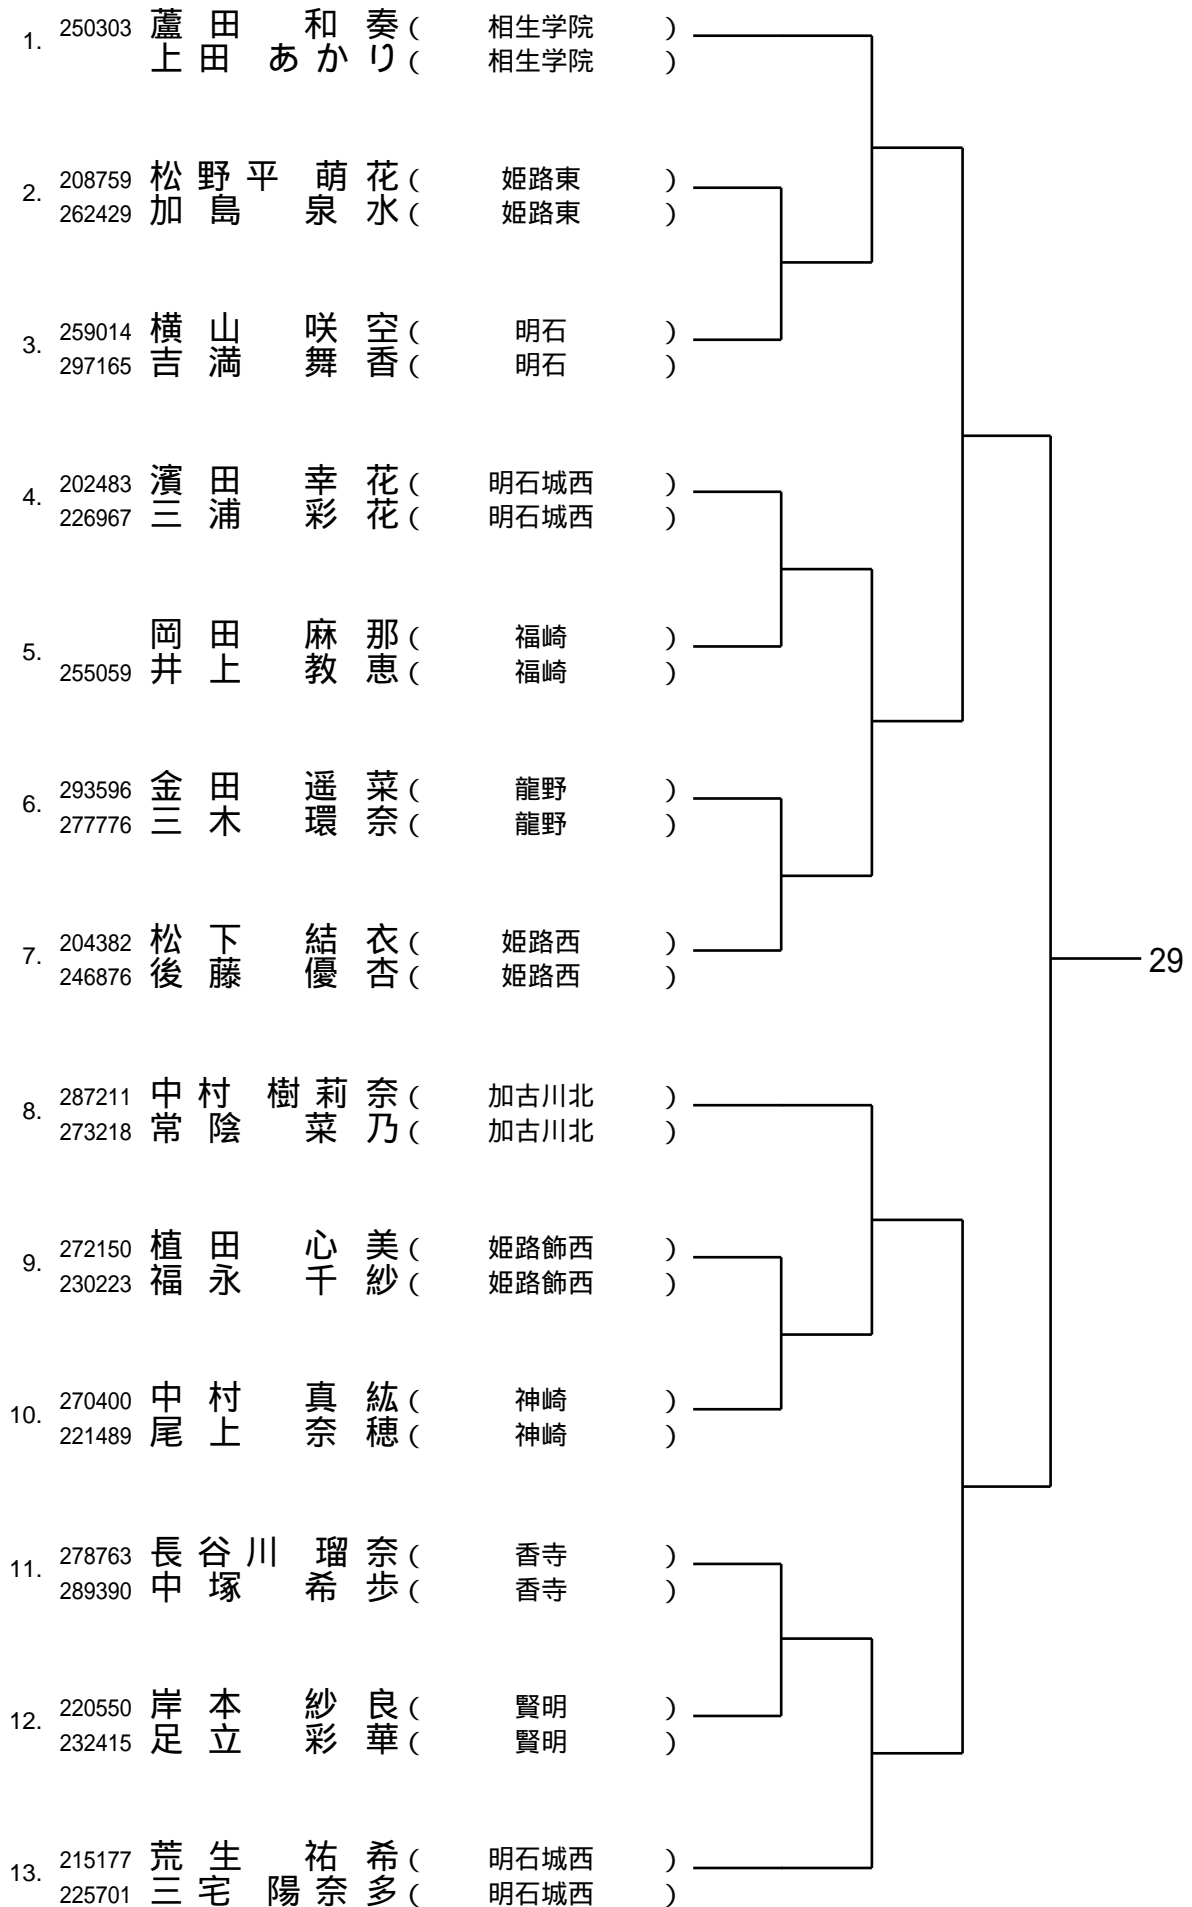 1. 250303 蘆田 和奏 ( 相生学院 )
上田 あかり ( 相生学院 )
2. 208759 松野平 萌花 ( 姫路東 )
262429 加島 泉水 ( 姫路東 )
3. 259014 横山 咲空 ( 明石 )
297165 吉満 舞香 ( 明石 )
4. 202483 濱田 幸花 ( 明石城西 )
226967 三浦 彩花 ( 明石城西 )
5. 岡田 麻那 ( 福崎 )
255059 井上 教恵 ( 福崎 )
6. 293596 金田 遥菜 ( 龍野 )
277776 三木 環奈 ( 龍野 )
7. 204382 松下 結衣 ( 姫路西 )
246876 後藤 優杏 ( 姫路西 )
29
8. 287211 中村 樹莉奈 ( 加古川北 )
273218 常陰 菜乃 ( 加古川北 )
9. 272150 植田 心美 ( 姫路飾西 )
230223 福永 千紗 ( 姫路飾西 )
10. 270400 中村 真紘 ( 神崎 )
221489 尾上 奈穂 ( 神崎 )
11. 278763 長谷川 瑠奈 ( 香寺 )
289390 中塚 希歩 ( 香寺 )
12. 220550 岸本 紗良 ( 賢明 )
232415 足立 彩華 ( 賢明 )
13. 215177 荒生 祐希 ( 明石城西 )
225701 三宅 陽奈多 ( 明石城西 )